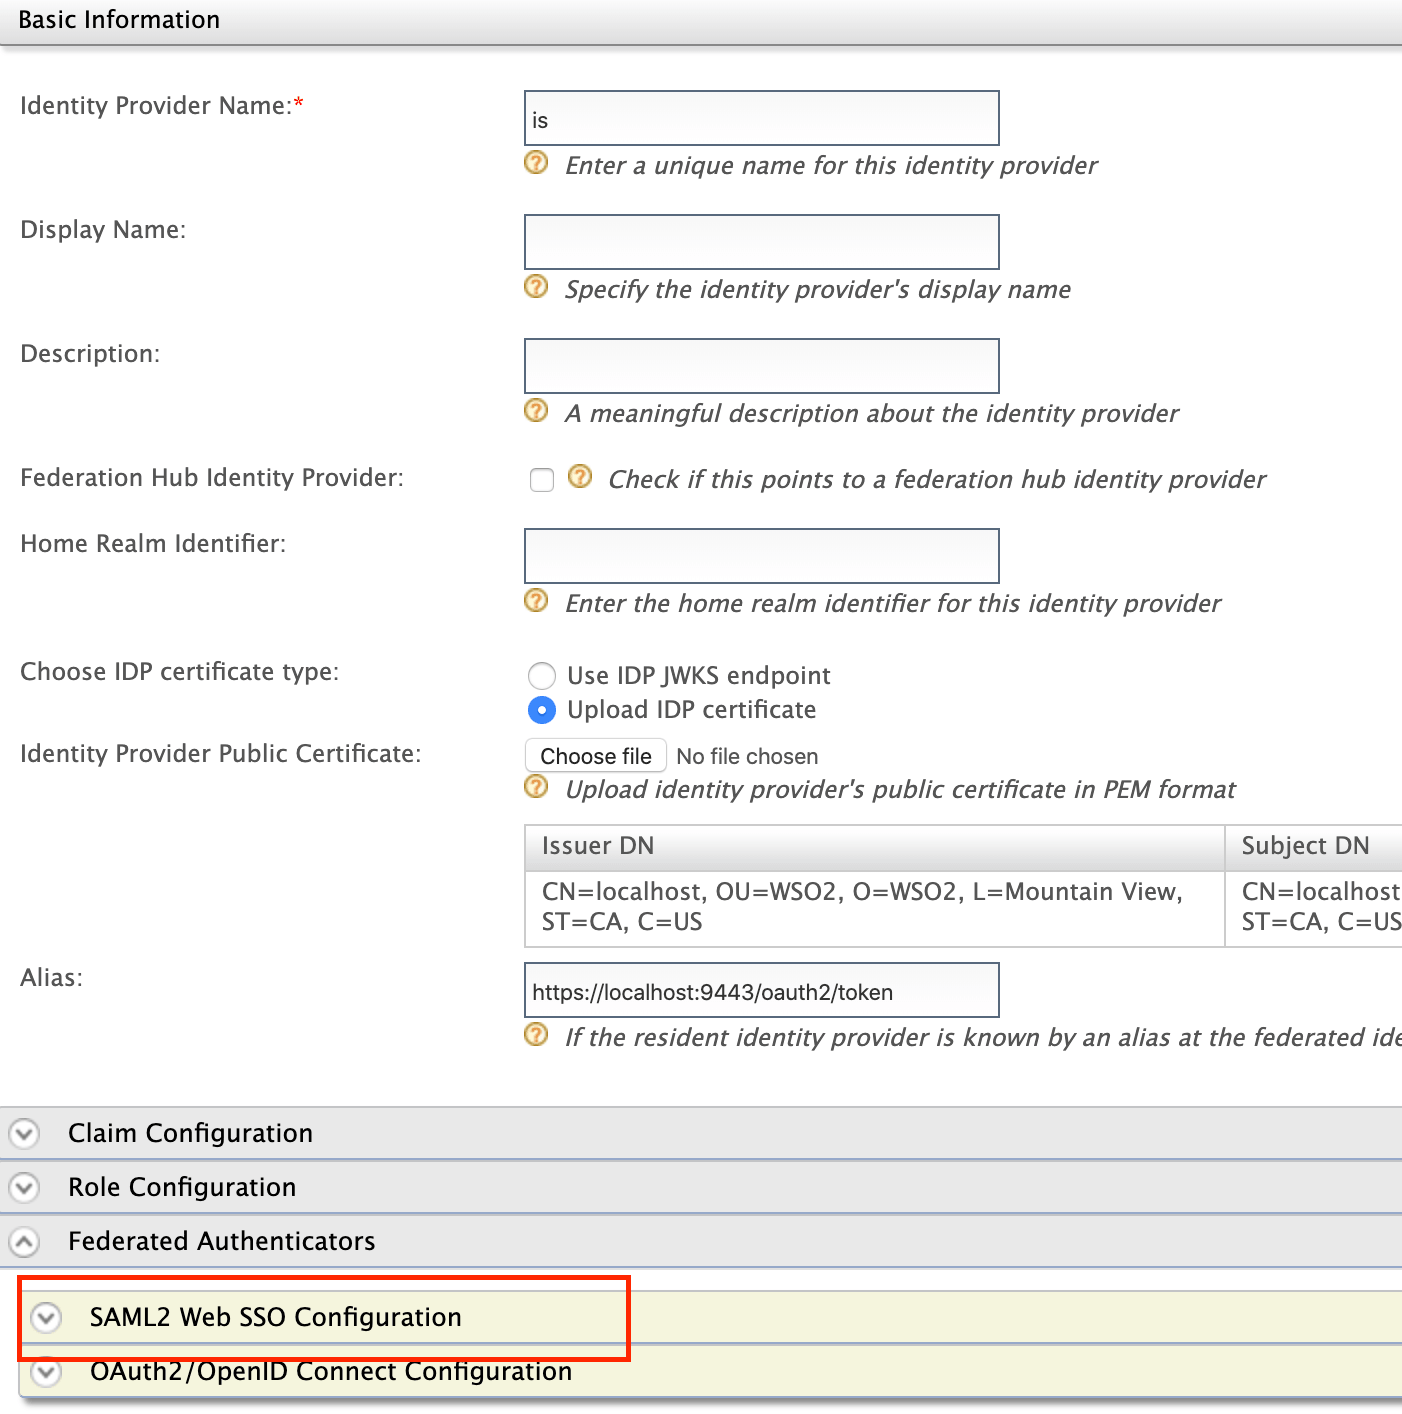 Basic Information
Identity Provider Name:*
is
Enter a unique name for this identity provider
Display Name:
Specify the identity provider's display name
Description:
A meaningful description about the identity provider
Federation Hub Identity Provider:
Check if this points to a federation hub identity provider
Home Realm Identifier:
Enter the home realm identifier for this identity provider
Choose IDP certificate type:
Use IDP JWKS endpoint
Upload IDP certificate
Identity Provider Public Certificate:
Choose file No file chosen
Upload identity provider's public certificate in PEM format
Issuer DN Subject DN
CN=localhost, OU=WSO2, O=WSO2, L=Mountain View, CN=localhost
ST=CA, C=US ST=CA, C=US
Alias:
https://localhost:9443/oauth2/token
If the resident identity provider is known by an alias at the federated ide
Claim Configuration
Role Configuration
Federated Authenticators
SAML2 Web SSO Configuration
OAuth2/OpenID Connect Configuration